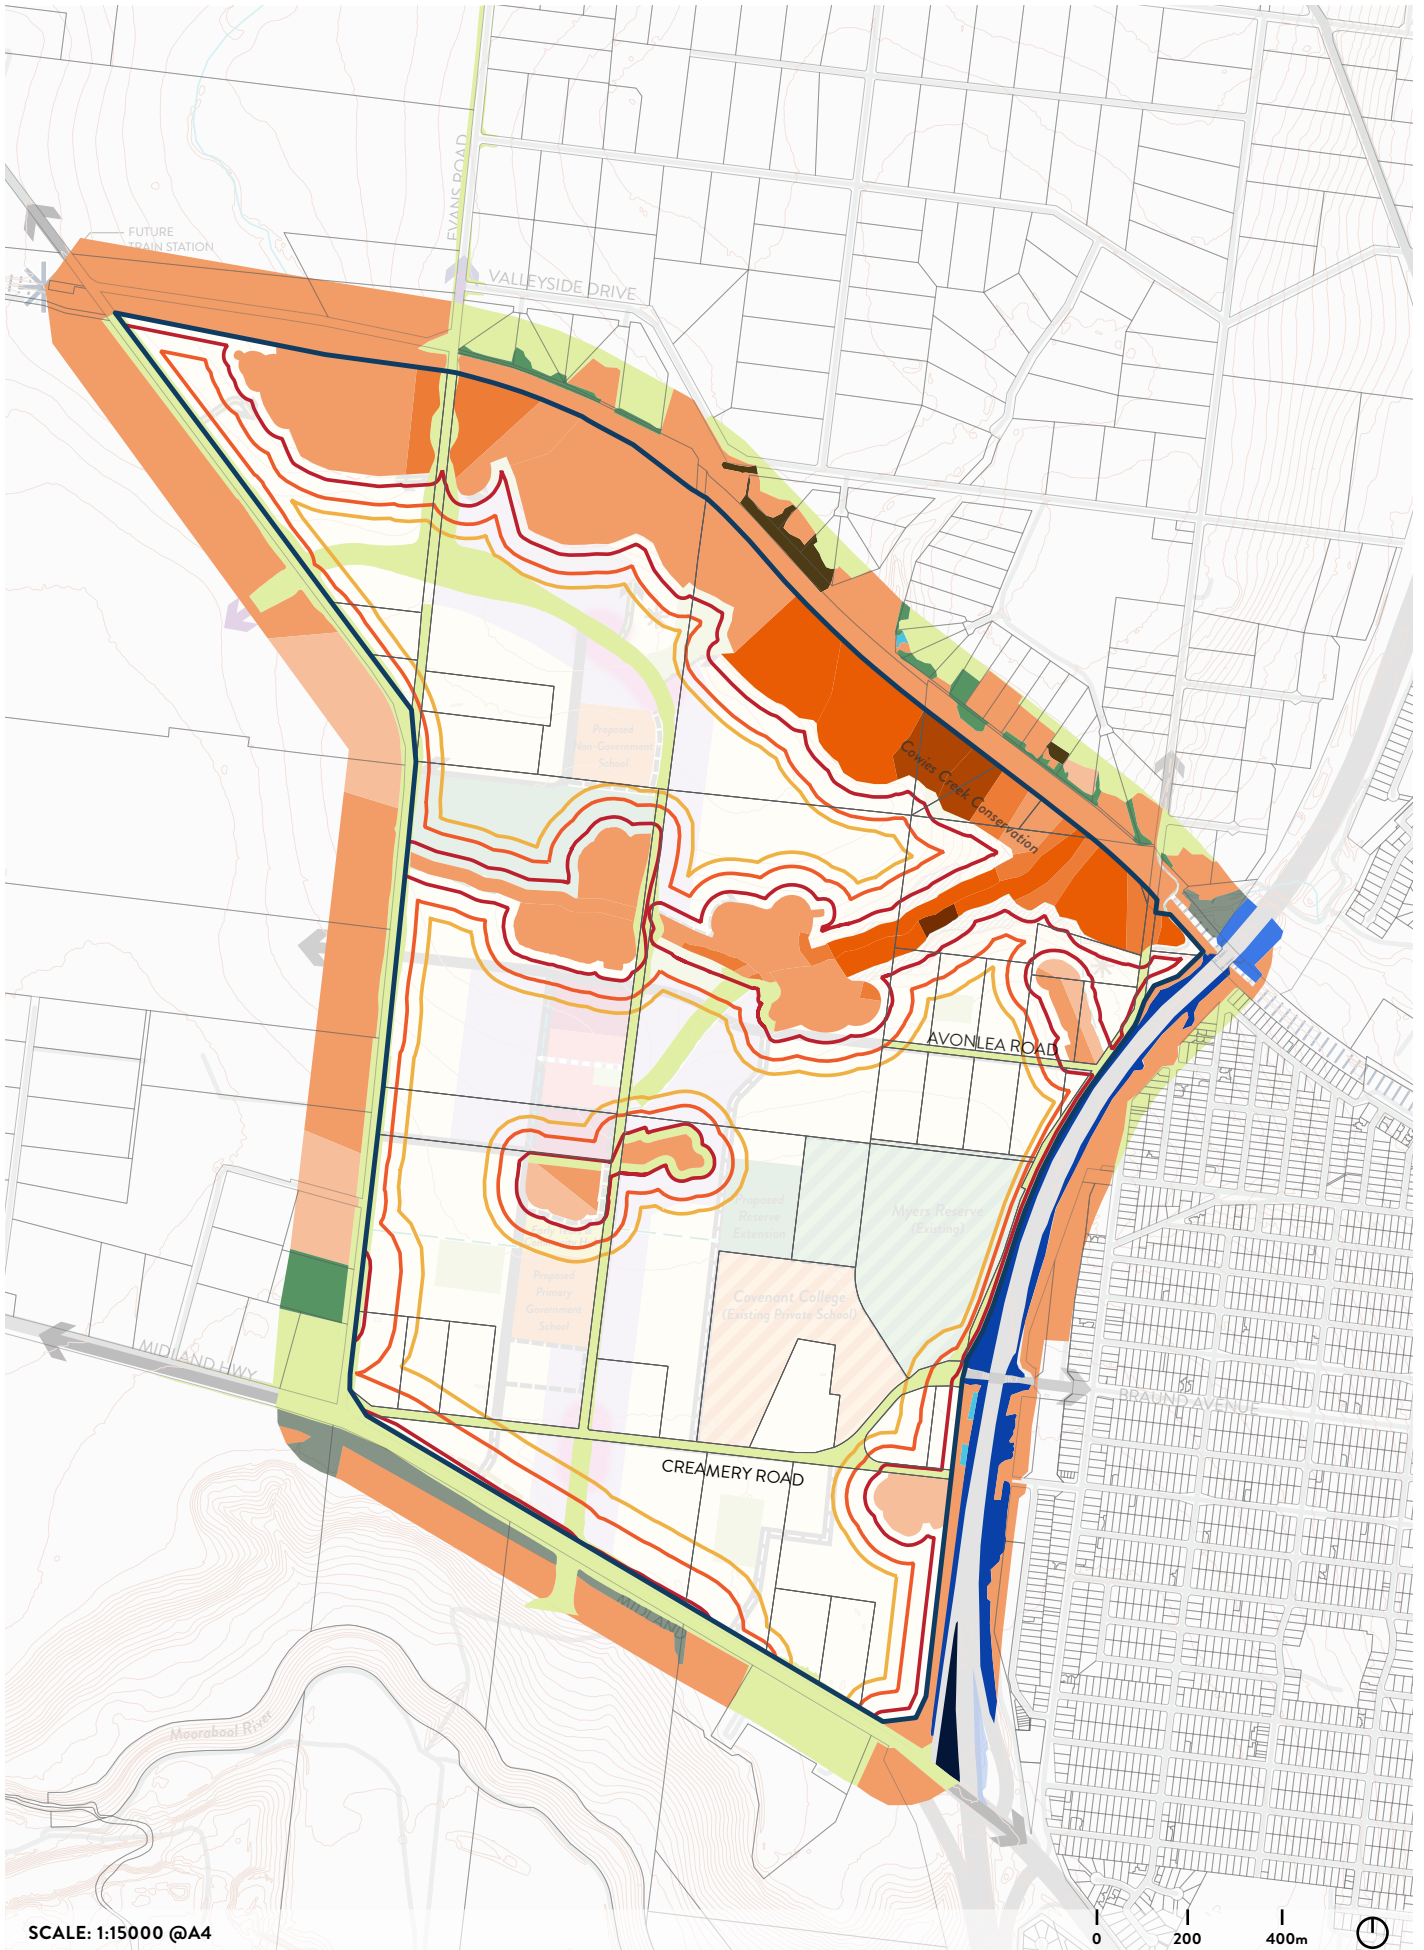 EVANS ROAD
FUTURE
TRAIN STATION
VALLEYSIDE DRIVE
Proposed
Non-Government
School
Cowies Creek Conservation
AVONLEA ROAD
Proposed
Reserve
Extension
Myers Reserve
(Existing)
Proposed
Primary
Government
School
Covenant College
(Existing Private School)
MIDLAND HWY
BRAUND AVENUE
CREAMERY ROAD
MIDLAND
Moorabool River
SCALE: 1:15000 @A4
0
200
400m